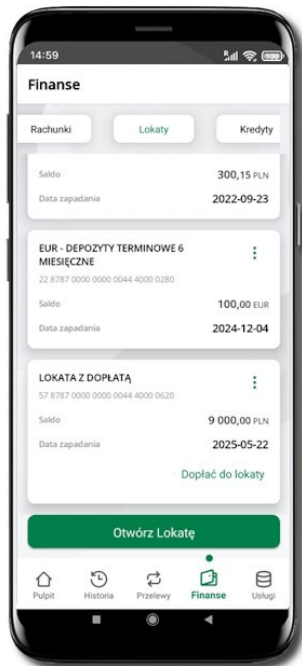 14:59
Finanse
Rachunki Lokaty Kredyty
Saldo 300,15 PLN
Data zapadania 2022-09-23
EUR - DEPOZYTY TERMINOWE 6
MIESIĘCZNE
22 8787 0000 0000 0044 4000 0280
Saldo 100,00 EUR
Data zapadania 2024-12-04
LOKATA Z DOPŁATĄ
57 8787 0000 0000 0044 4000 0620
Saldo 9 000,00 PLN
Data zapadania 2025-05-22
Dopłać do lokaty
Otwórz Lokatę
Pulpit Historia Przelewy Finanse Usługi